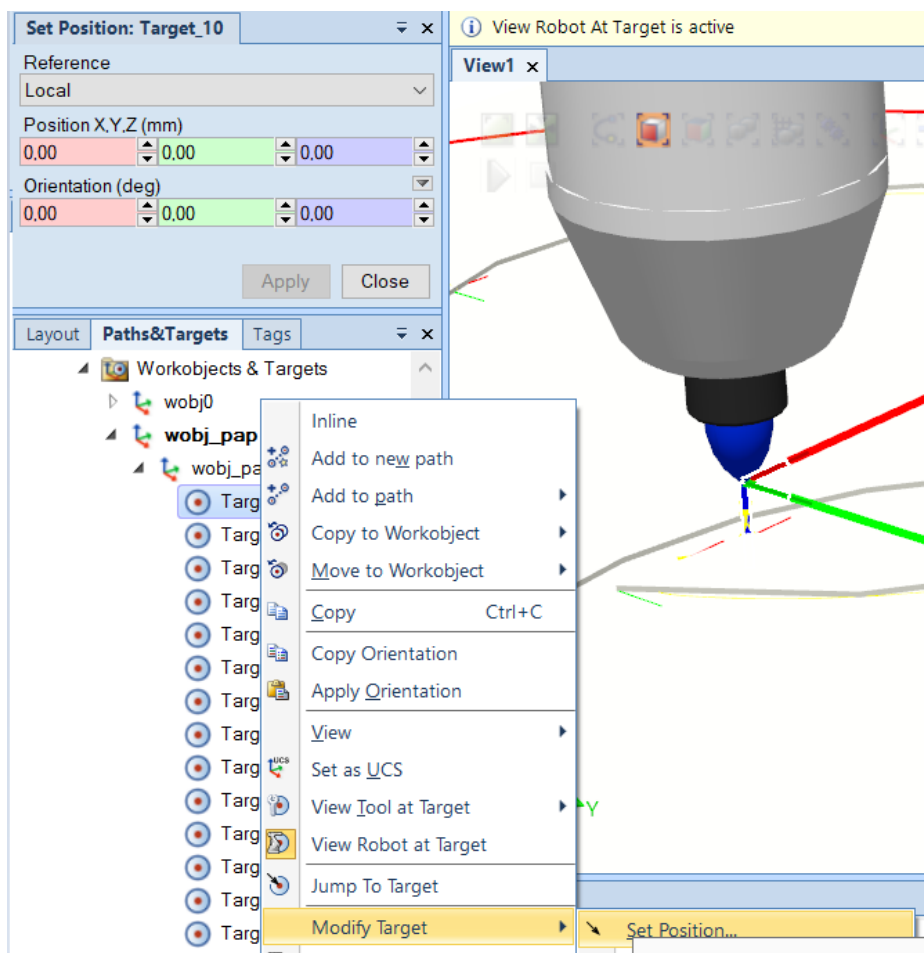 Set Position: Target_10
Reference
Local
Position X,Y,Z (mm)
0,00 0,00 0,00
Orientation (deg)
0,00 0,00 0,00
Apply Close
Layout Paths&Targets Tags
Workobjects & Targets
wobj0
wobj_pap
wobj_pa
Targ
Targ
Targ
Targ
Targ
Targ
Targ
Targ
Targ
Targ
Targ
Targ
Targ
Targ
Inline
Add to new path
Add to path
Copy to Workobject
Move to Workobject
Copy Ctrl+C
Copy Orientation
Apply Orientation
View
UCS
Set as UCS
View Tool at Target
View Robot at Target
Jump To Target
Modify Target
Set Position...
View Robot At Target is active
View1
Y